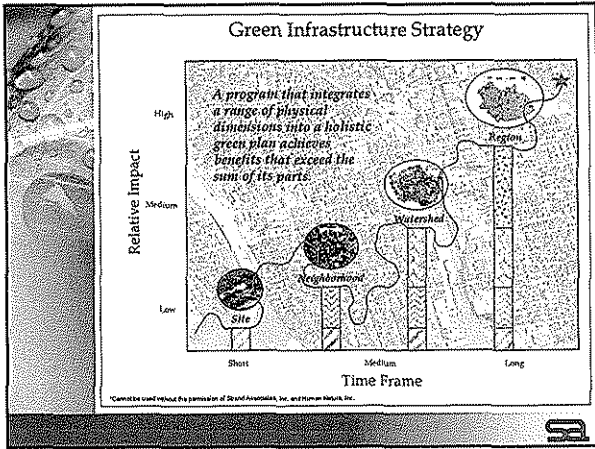 Green Infrastructure Strategy
A program that integrates
a range of physical
dimensions into a holistic
green plan achieves
benefits that exceed the
sum of its parts
High
Medium
Low
Relative Impact
Region
Watershed
Neighborhood
Site
Short
Medium
Long
Time Frame
*Cannot be used without the permission of Strand Associates, Inc. and Human Nature, Inc.
sa